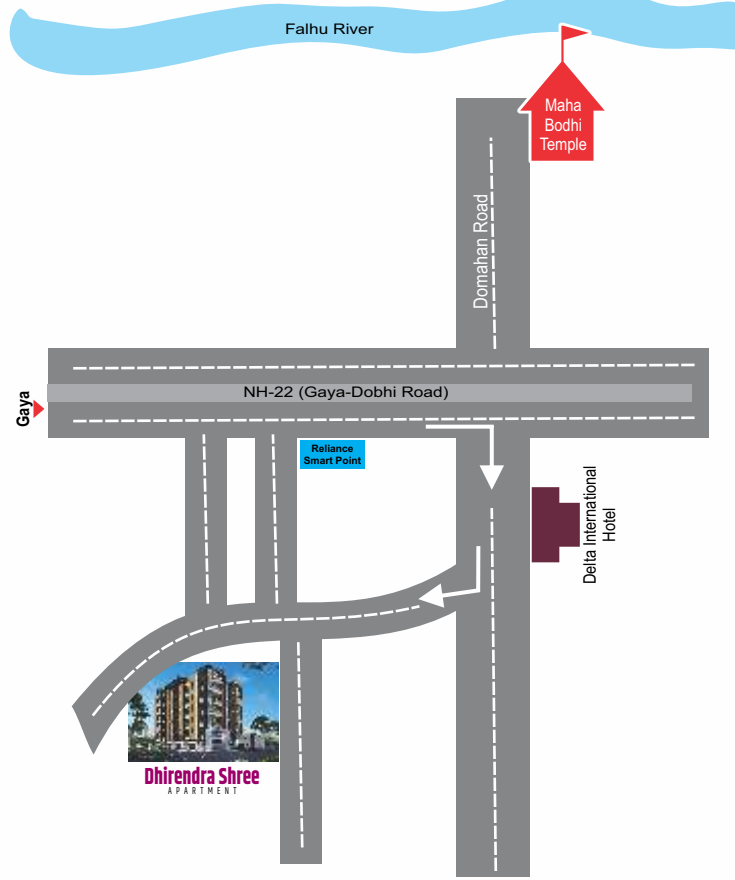 Falhu River
Maha
Bodhi
Temple
Domahan Road
NH-22 (Gaya-Dobhi Road)
Gaya
Reliance
Smart Point
Delta International
Hotel
Dhirendra Shree
APARTMENT